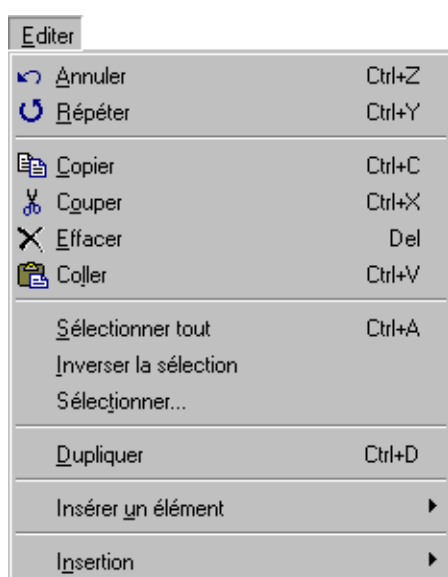 Editer
Annuler Ctrl+Z
Répéter Ctrl+Y
Copier Ctrl+C
Couper Ctrl+X
Effacer Del
Coller Ctrl+V
Sélectionner tout Ctrl+A
Inverser la sélection
Sélectionner...
Dupliquer Ctrl+D
Insérer un élément
Insertion